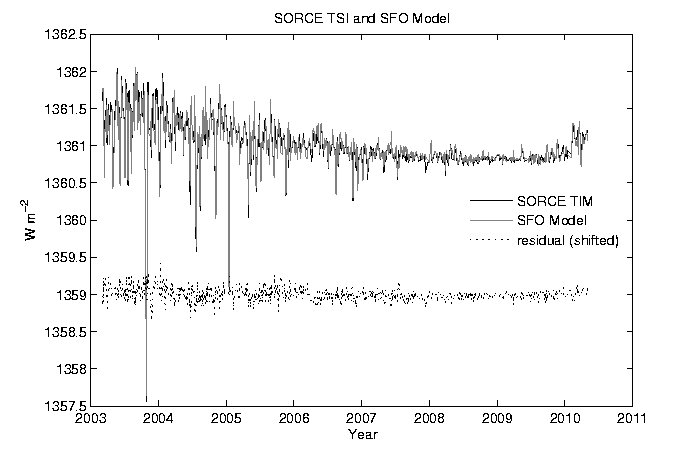 SORCE TSI and SFO Model
1362.5
1362
1361.5
1361
1360.5
1360
1359.5
1359
1358.5
1358
1357.5
W m−2
SORCE TIM
SFO Model
residual (shifted)
2003 2004 2005 2006 2007 2008 2009 2010 2011
Year